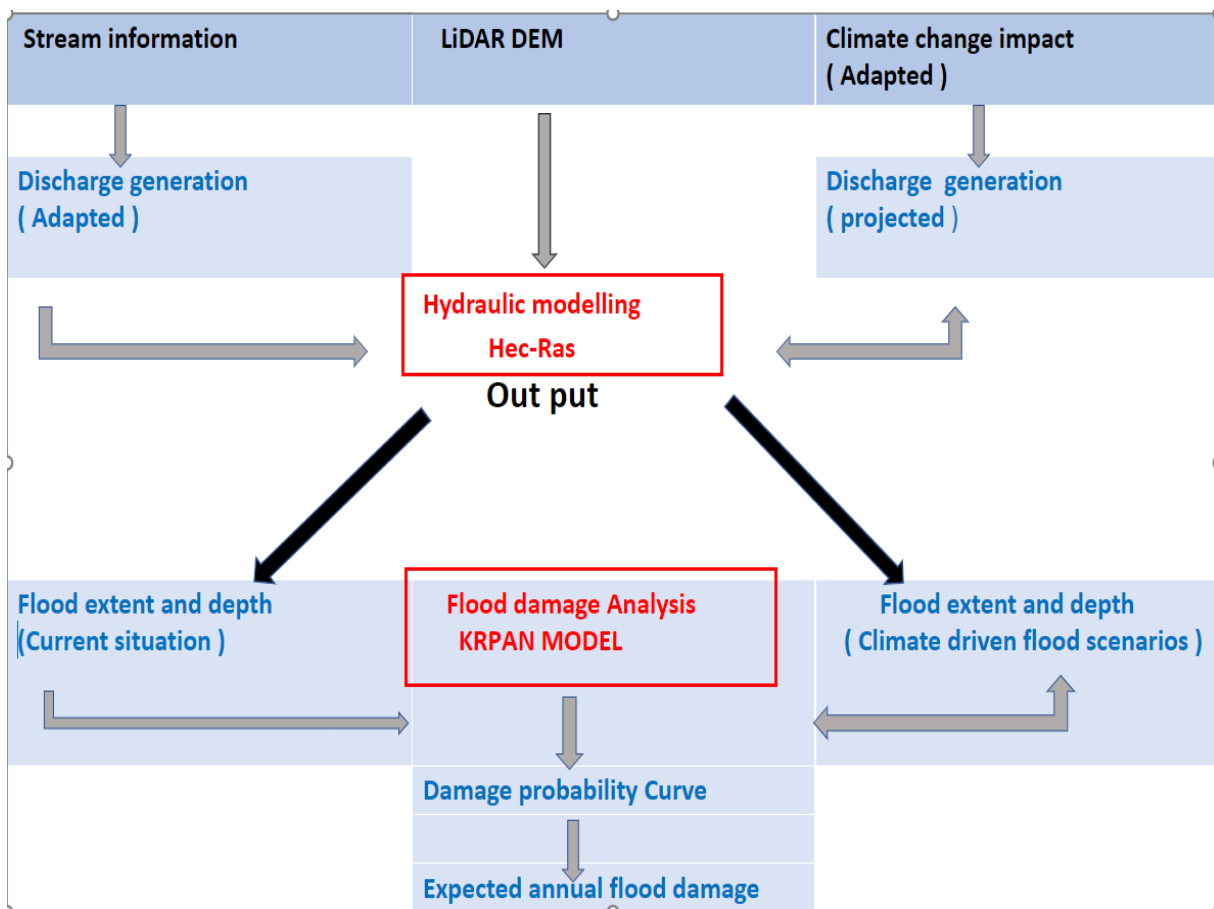 Stream information
LiDAR DEM
Climate change impact
( Adapted )
Discharge generation
( Adapted )
Discharge generation
( projected )
Hydraulic modelling
Hec-Ras
Out put
Flood extent and depth
(Current situation )
Flood damage Analysis
KRPAN MODEL
Flood extent and depth
( Climate driven flood scenarios )
Damage probability Curve
Expected annual flood damage